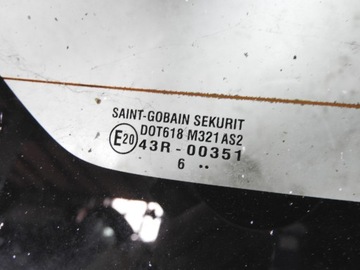 SAINT-GOBAIN SEKURIT
DOT618 M321 AS2
E20 43R-00351
6 ..